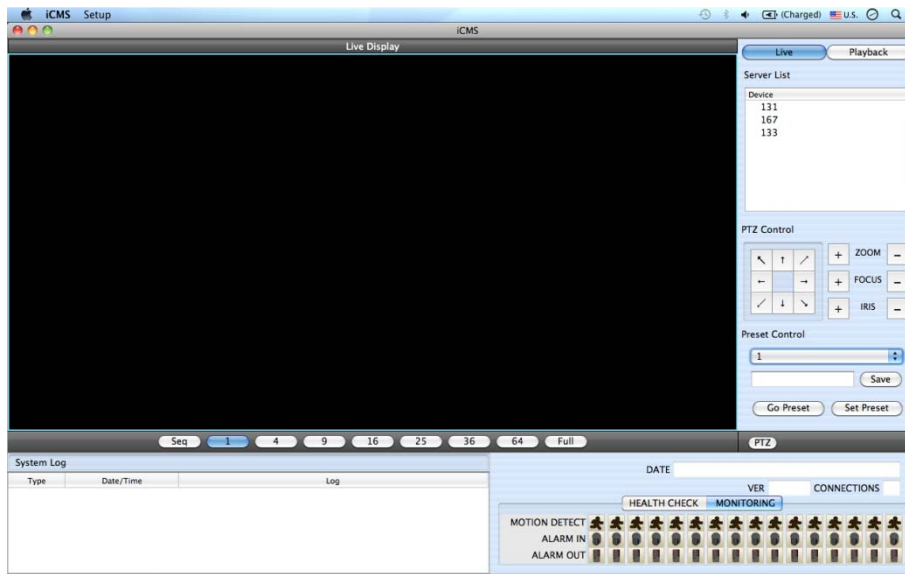 iCMS Setup (Charged) U.S.
iCMS
Live Display
Live Playback
Server List
Device
131
167
133
PTZ Control
+ ZOOM −
+ FOCUS −
+ IRIS −
Preset Control
1
Save
Go Preset Set Preset
Seq 1 4 9 16 25 36 64 Full PTZ
System Log
Type Date/Time Log
DATE
VER CONNECTIONS
HEALTH CHECK MONITORING
MOTION DETECT
ALARM IN
ALARM OUT